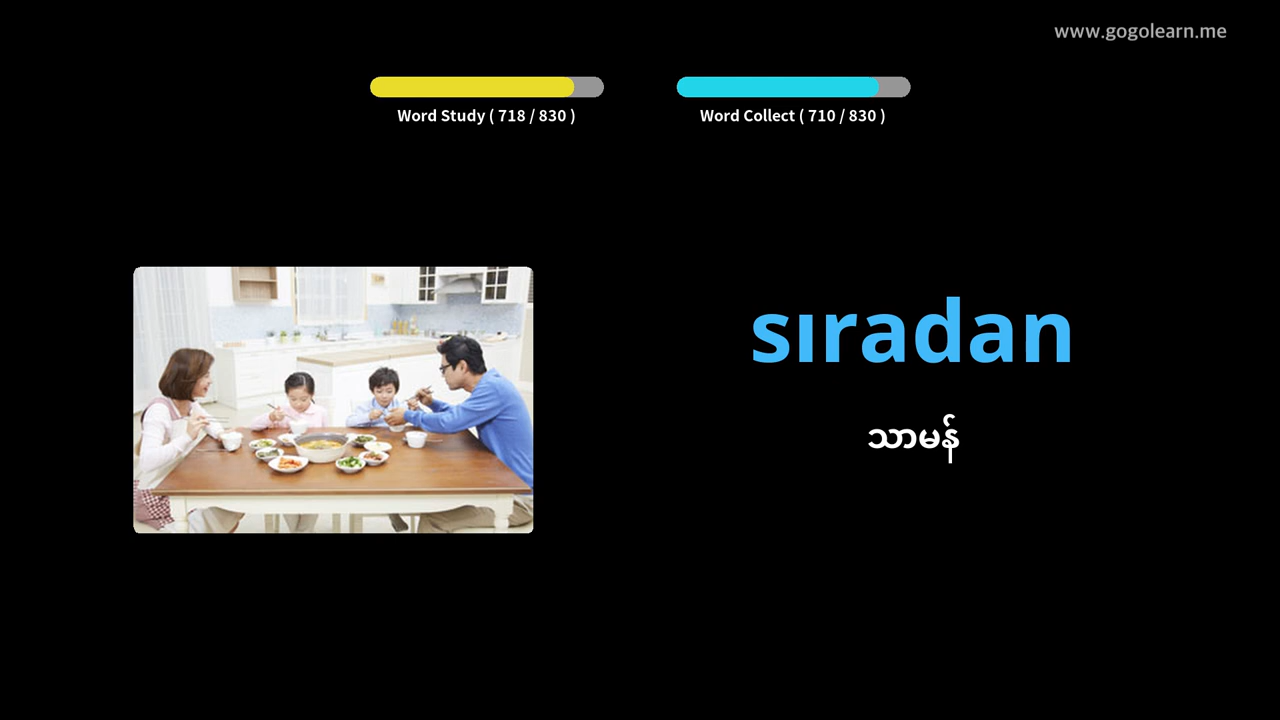 www.gogolearn.me
Word Study ( 718 / 830 )
Word Collect ( 710 / 830 )
sıradan
သာမန်